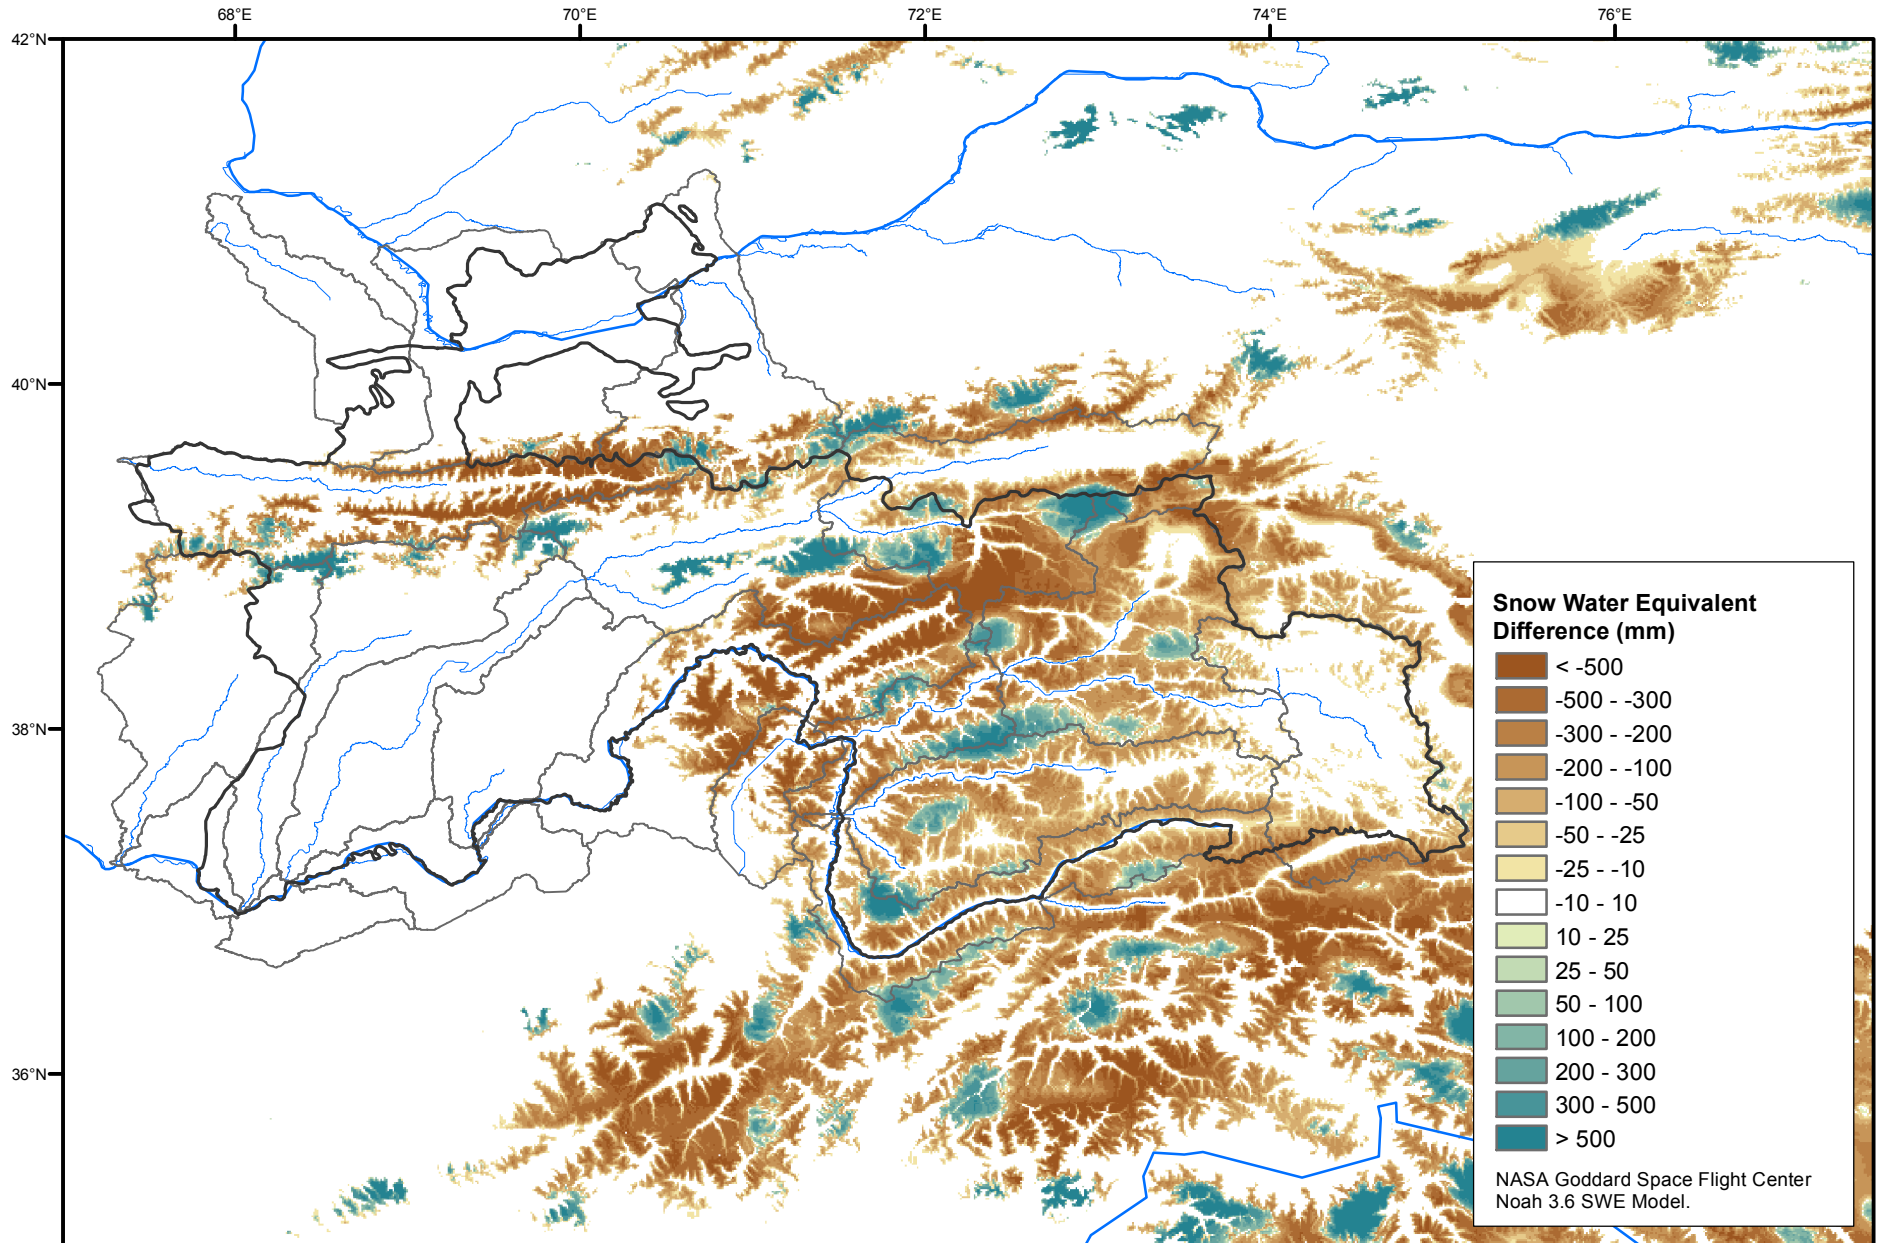 68°E 70°E 72°E 74°E 76°E
42°N
40°N
38°N
36°N
Snow Water Equivalent
Difference (mm)
< -500
-500 - -300
-300 - -200
-200 - -100
-100 - -50
-50 - -25
-25 - -10
-10 - 10
10 - 25
25 - 50
50 - 100
100 - 200
200 - 300
300 - 500
> 500
NASA Goddard Space Flight Center
Noah 3.6 SWE Model.